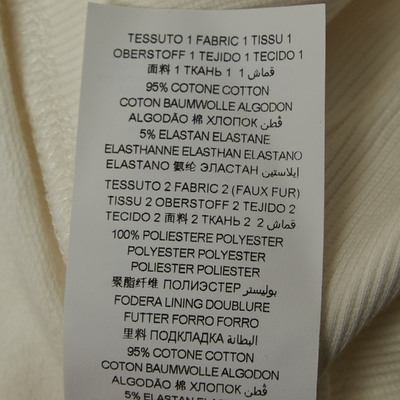 TESSUTO 1 FABRIC 1 TISSU 1
OBERSTOFF 1 TEJIDO 1 TECIDO 1
面料 1 ТКАНЬ 1 قماش 1
95% COTONE COTTON
COTON BAUMWOLLE ALGODON
ALGODÃO 棉 ХЛОПОК قطن
5% ELASTAN ELASTANE
ELASTHANNE ELASTHAN ELASTANO
ELASTANO 氨纶 ЭЛАСТАН إيلاستين
TESSUTO 2 FABRIC 2 (FAUX FUR)
TISSU 2 OBERSTOFF 2 TEJIDO 2
TECIDO 2 面料 2 ТКАНЬ 2 قماش 2
100% POLIESTERE POLYESTER
POLYESTER POLYESTER
POLIESTER POLIESTER
聚酯纤维 ПОЛИЭСТЕР بوليستر
FODERA LINING DOUBLURE
FUTTER FORRO FORRO
里料 ПОДКЛАДКА البطانة
95% COTONE COTTON
COTON BAUMWOLLE ALGODON
ALGODÃO 棉 ХЛОПОК قطن
5% ELASTAN ELASTANE